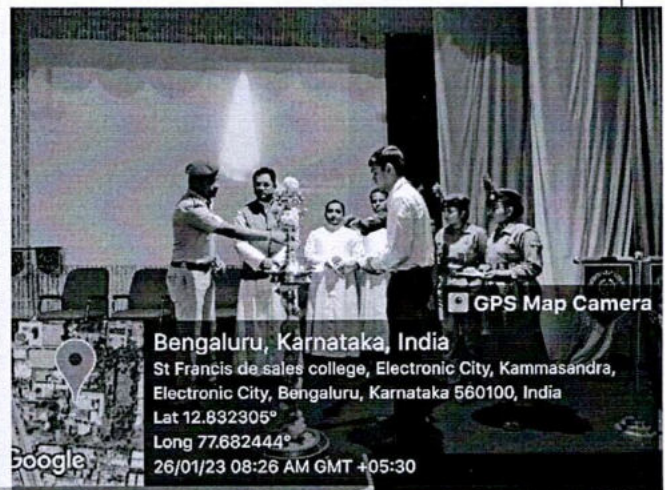 GPS Map Camera
Bengaluru, Karnataka, India
St Francis de sales college, Electronic City, Kammasandra,
Electronic City, Bengaluru, Karnataka 560100, India
Lat 12.832305°
Long 77.682444°
26/01/23 08:26 AM GMT +05:30
Google